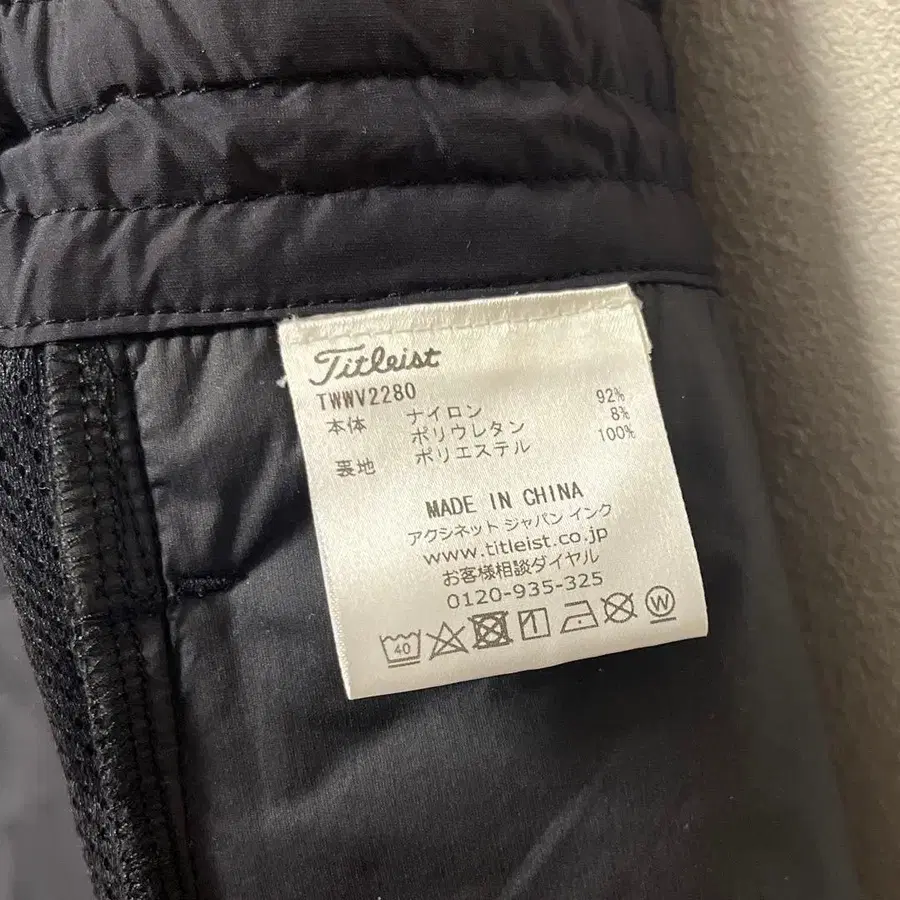 Titleist
TWWV2280
本体 ナイロン 92%
ポリウレタン 8%
裏地 ポリエステル 100%
MADE IN CHINA
アクシネット ジャパン インク
www.titleist.co.jp
お客様相談ダイヤル
0120-935-325
40 W